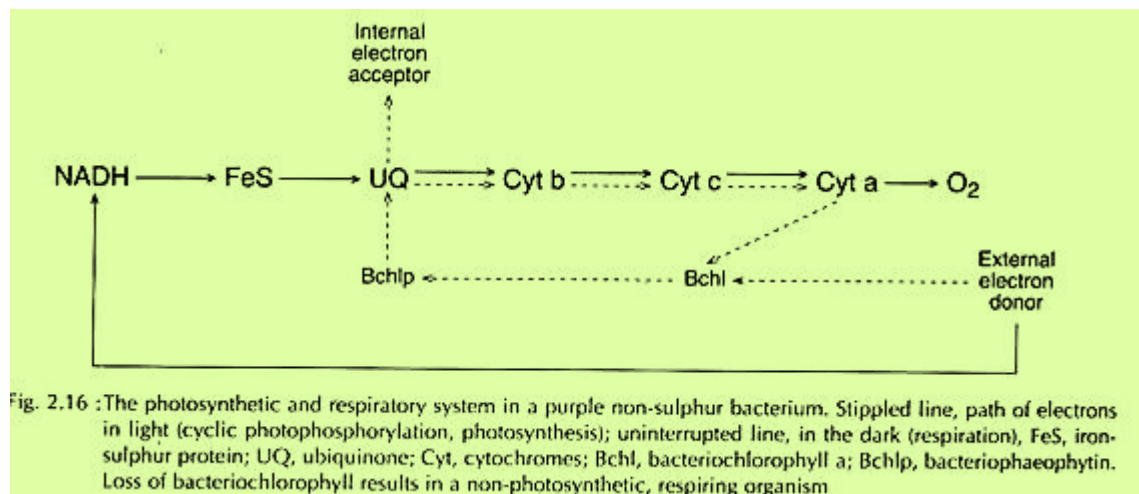 Internal
electron
acceptor
NADH FeS UQ Cyt b Cyt c Cyt a O2
Bchlp Bchl
External
electron
donor
Fig. 2.16 : The photosynthetic and respiratory system in a purple non-sulphur bacterium. Stippled line, path of electrons
in light (cyclic photophosphorylation, photosynthesis); uninterrupted line, in the dark (respiration), FeS, iron-
sulphur protein; UQ, ubiquinone; Cyt, cytochromes; Bchl, bacteriochlorophyll a; Bchlp, bacteriophaeophytin.
Loss of bacteriochlorophyll results in a non-photosynthetic, respiring organism